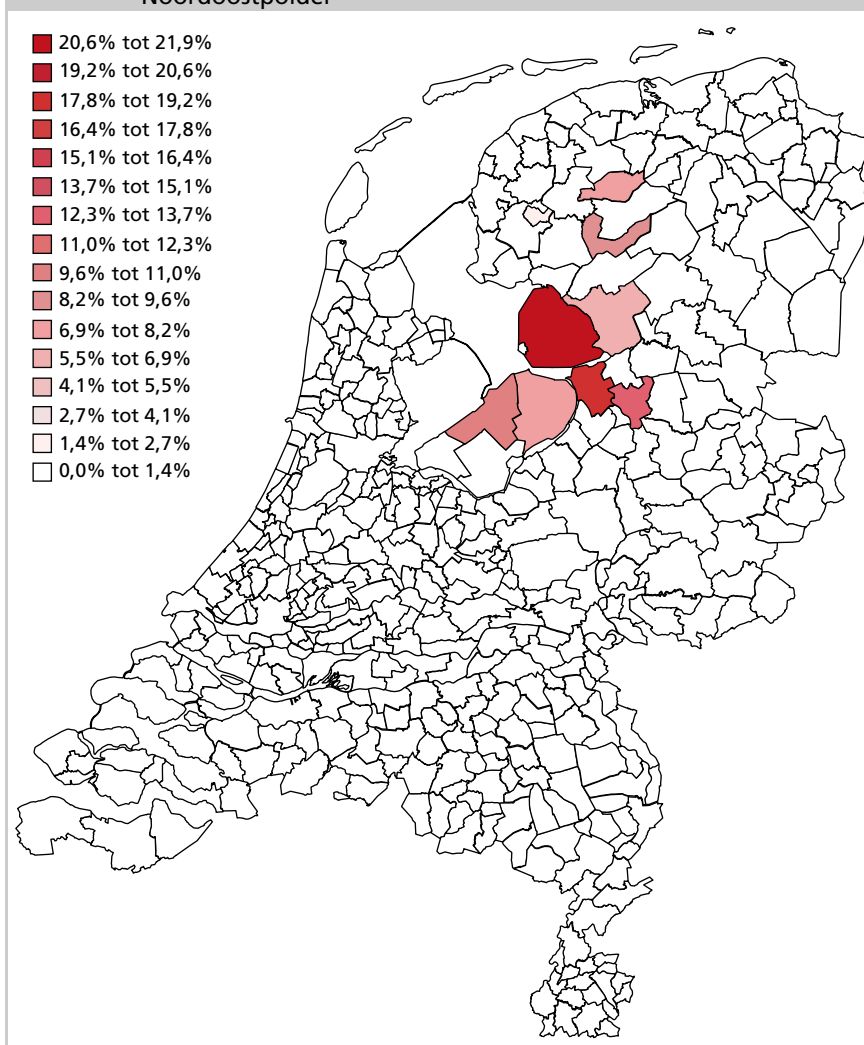 Noordoostpolder
20,6% tot 21,9%
19,2% tot 20,6%
17,8% tot 19,2%
16,4% tot 17,8%
15,1% tot 16,4%
13,7% tot 15,1%
12,3% tot 13,7%
11,0% tot 12,3%
9,6% tot 11,0%
8,2% tot 9,6%
6,9% tot 8,2%
5,5% tot 6,9%
4,1% tot 5,5%
2,7% tot 4,1%
1,4% tot 2,7%
0,0% tot 1,4%